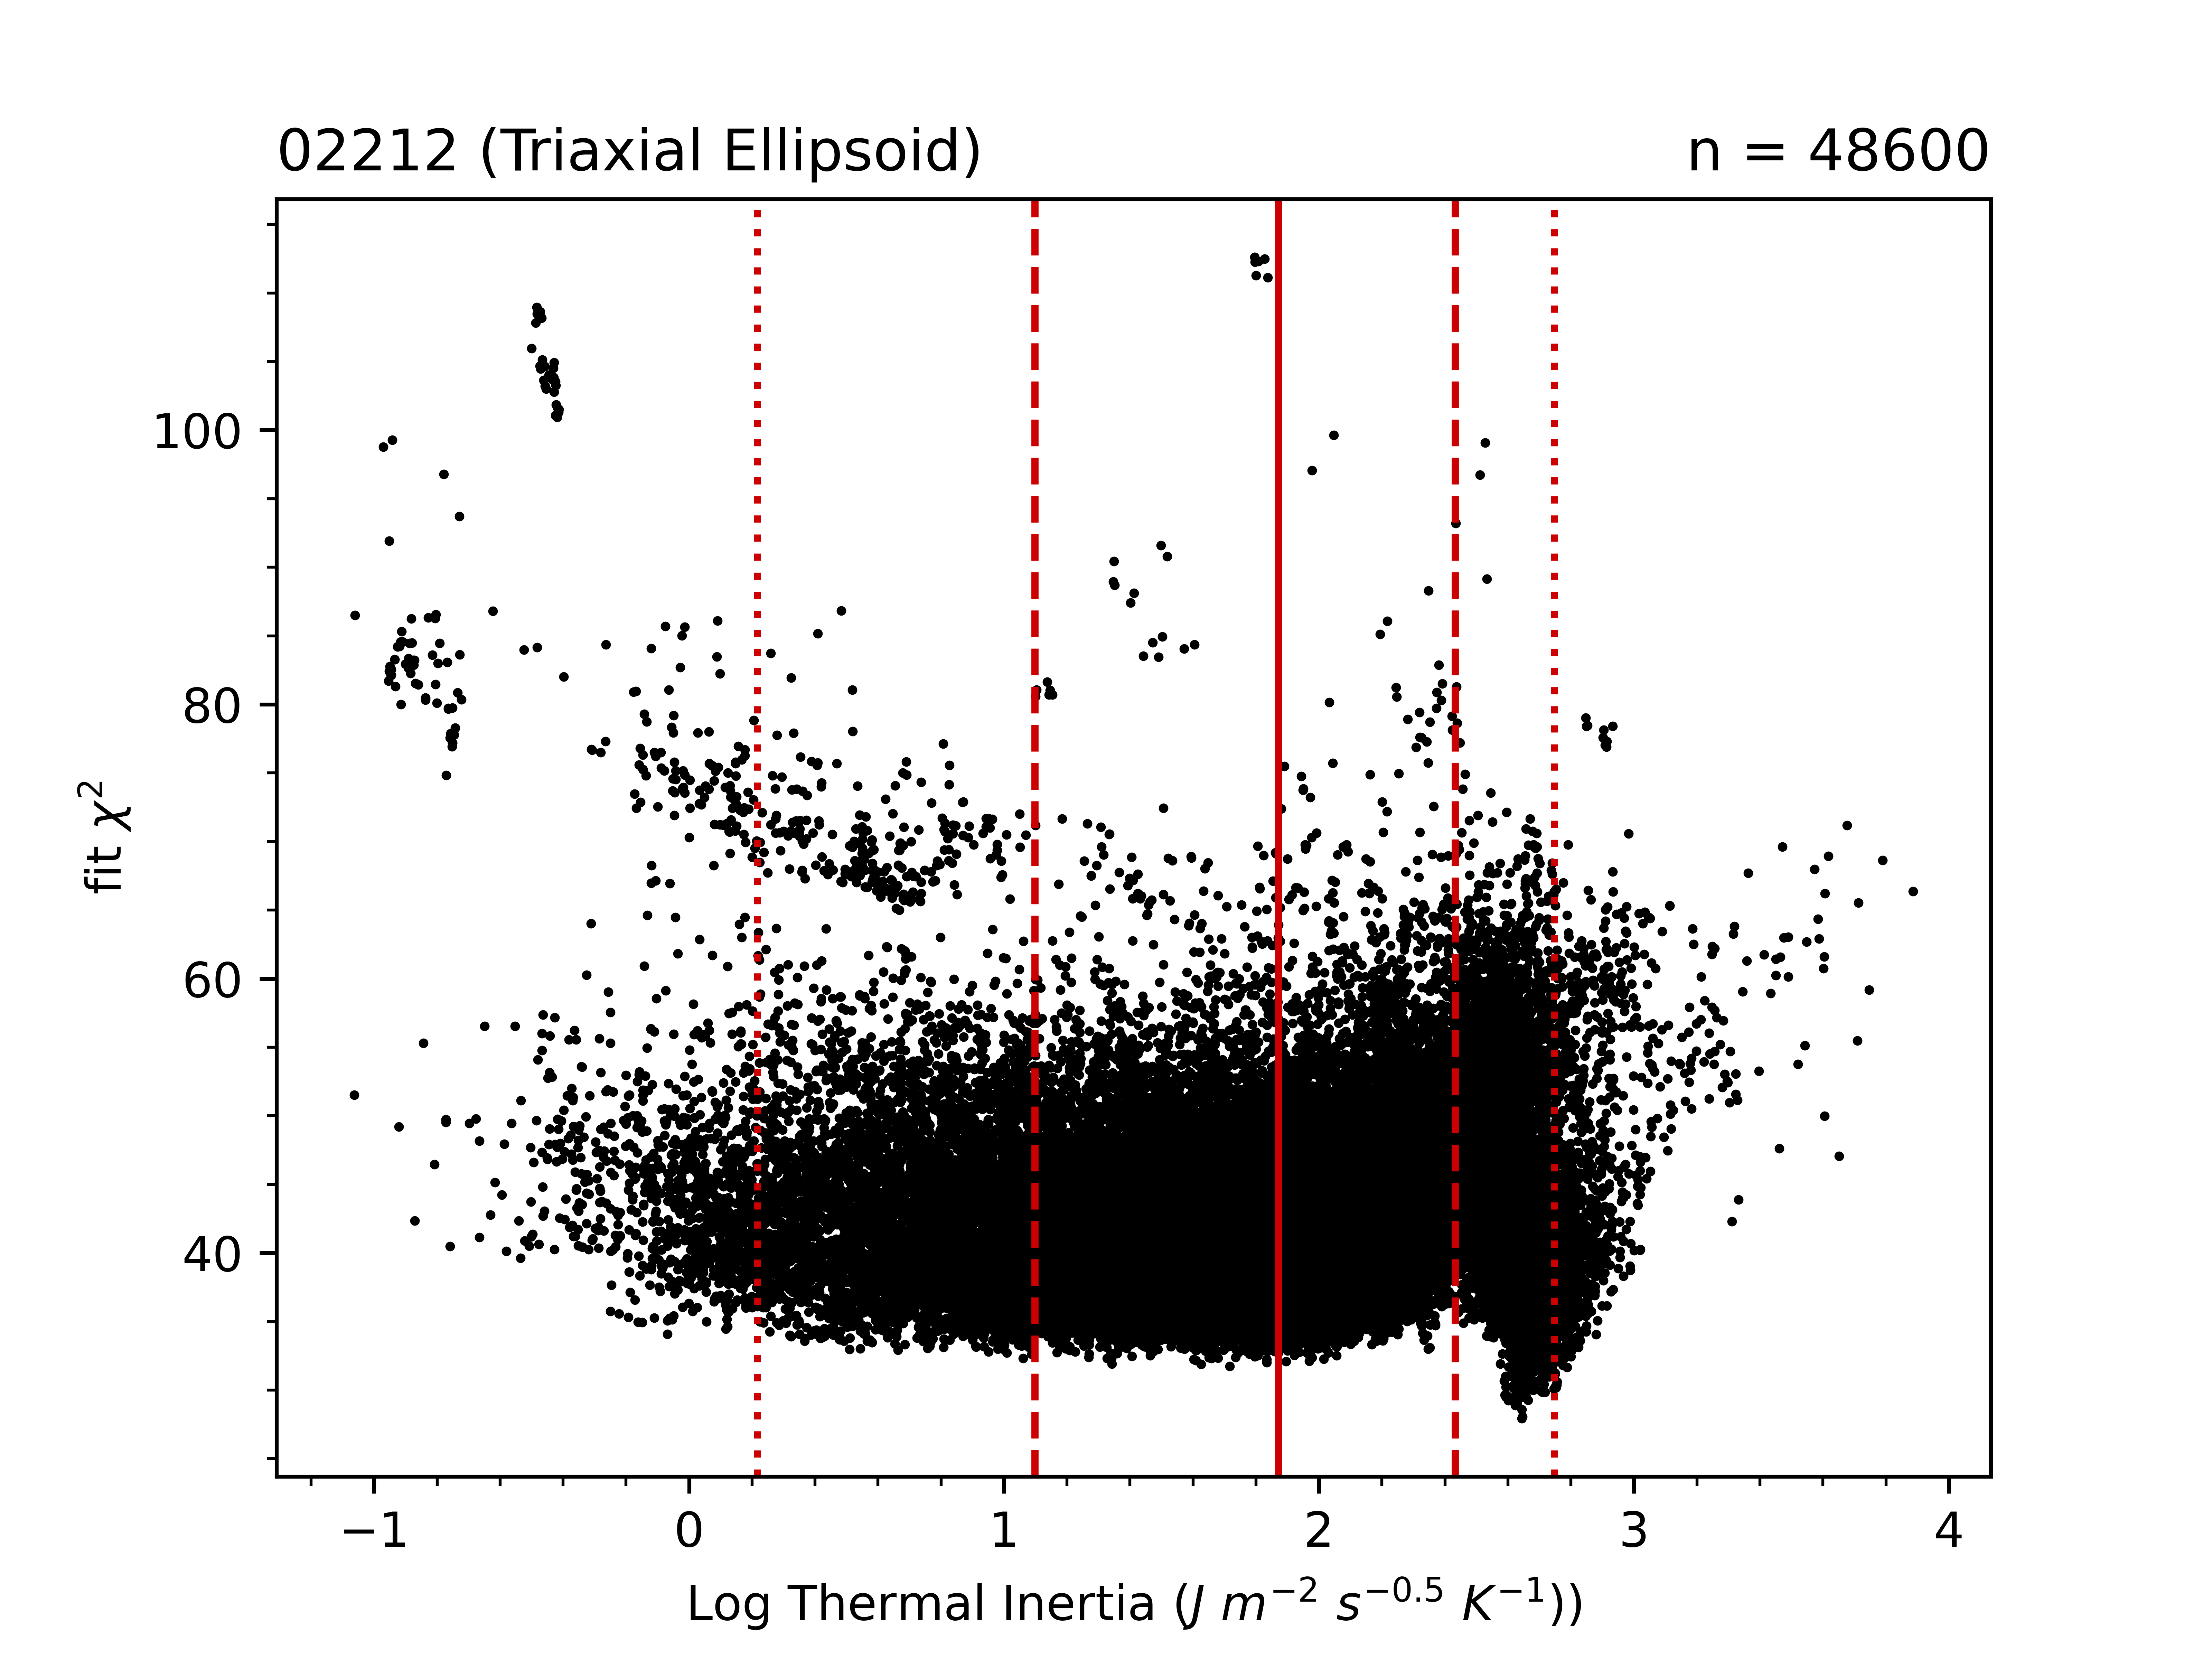 02212 (Triaxial Ellipsoid)
n = 48600
fit χ²
100
80
60
40
−1 0 1 2 3 4
Log Thermal Inertia (J m⁻² s⁻⁰·⁵ K⁻¹))